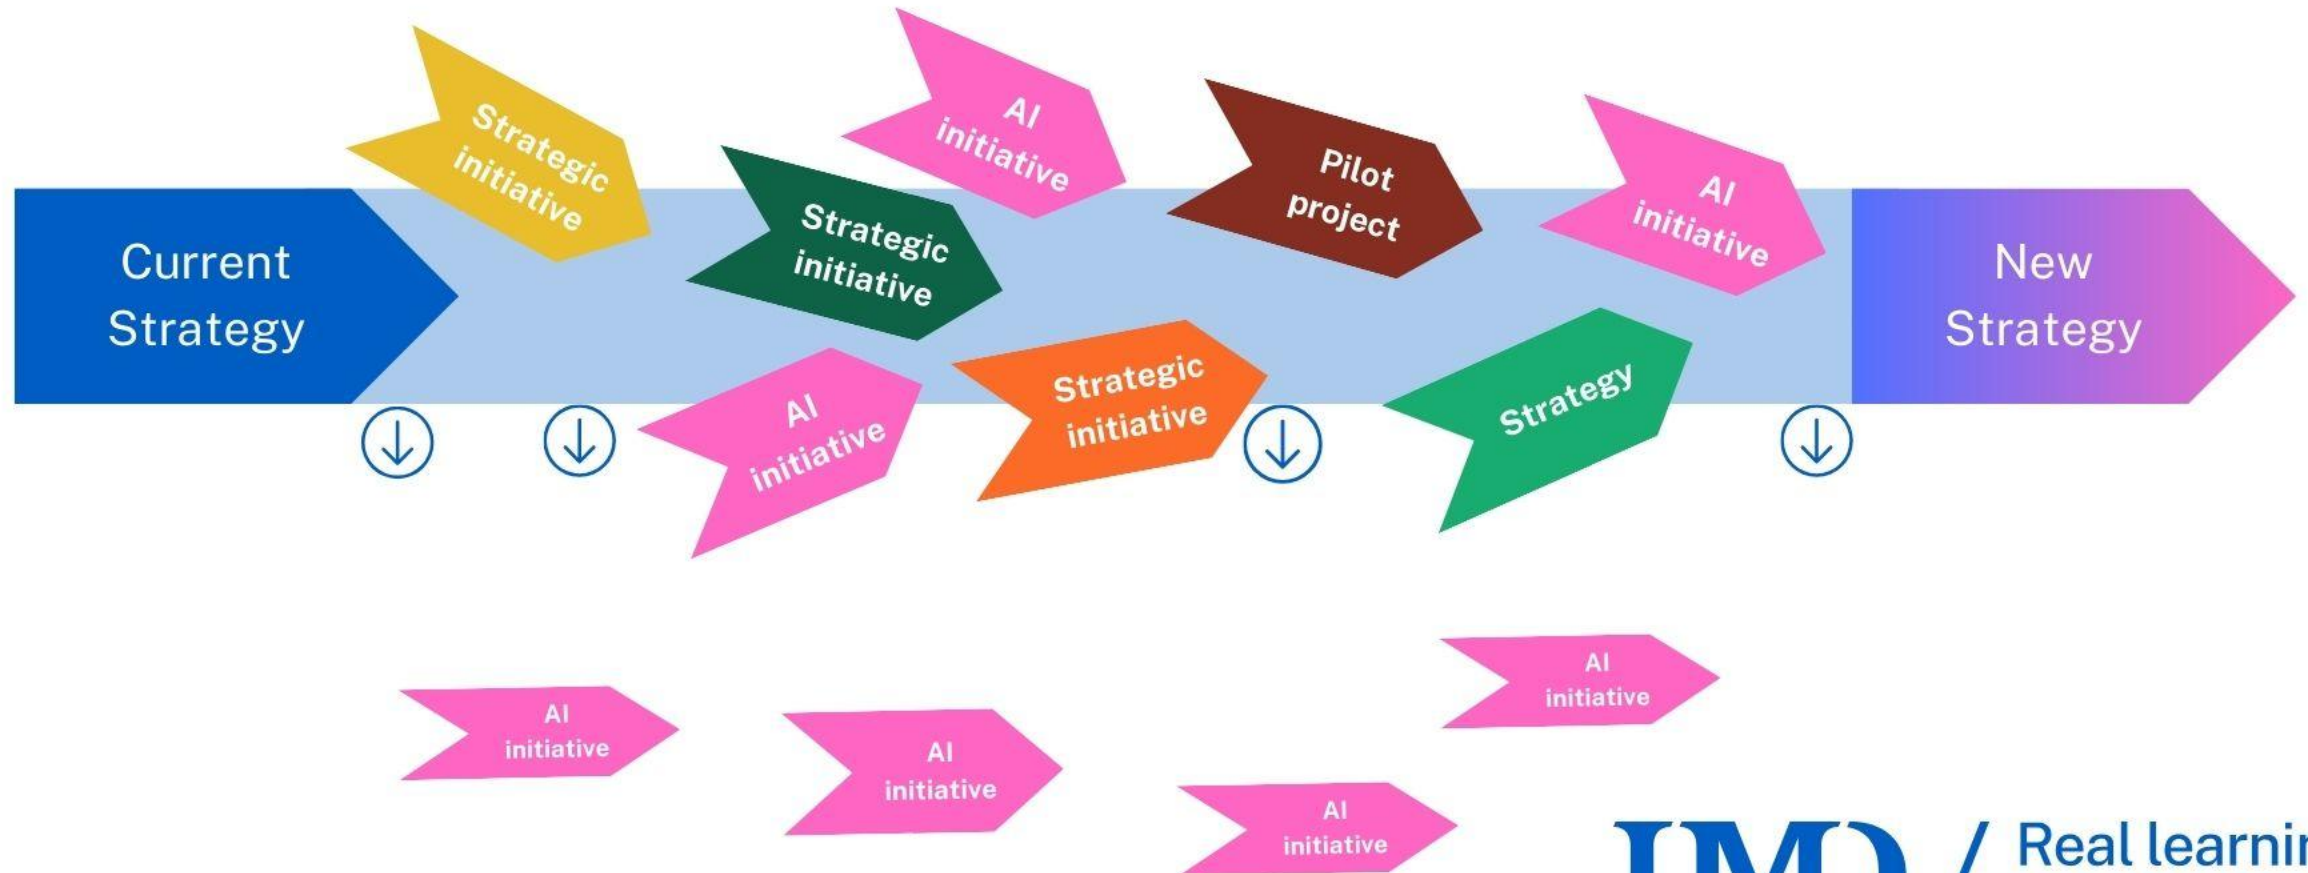 Strategic
initiative
AI
initiative
Pilot
project
AI
initiative
Strategic
initiative
Current
Strategy
New
Strategy
AI
initiative
Strategic
initiative
Strategy
AI
initiative
AI
initiative
AI
initiative
AI
initiative
IMD / Real learnin